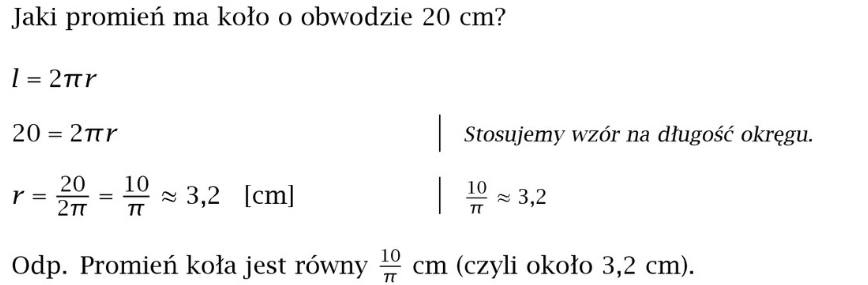 Jaki promień ma koło o obwodzie 20 cm?
l = 2πr
20 = 2πr | Stosujemy wzór na długość okręgu.
r = 20/2π = 10/π ≈ 3,2 [cm] | 10/π ≈ 3,2
Odp. Promień koła jest równy 10/π cm (czyli około 3,2 cm).